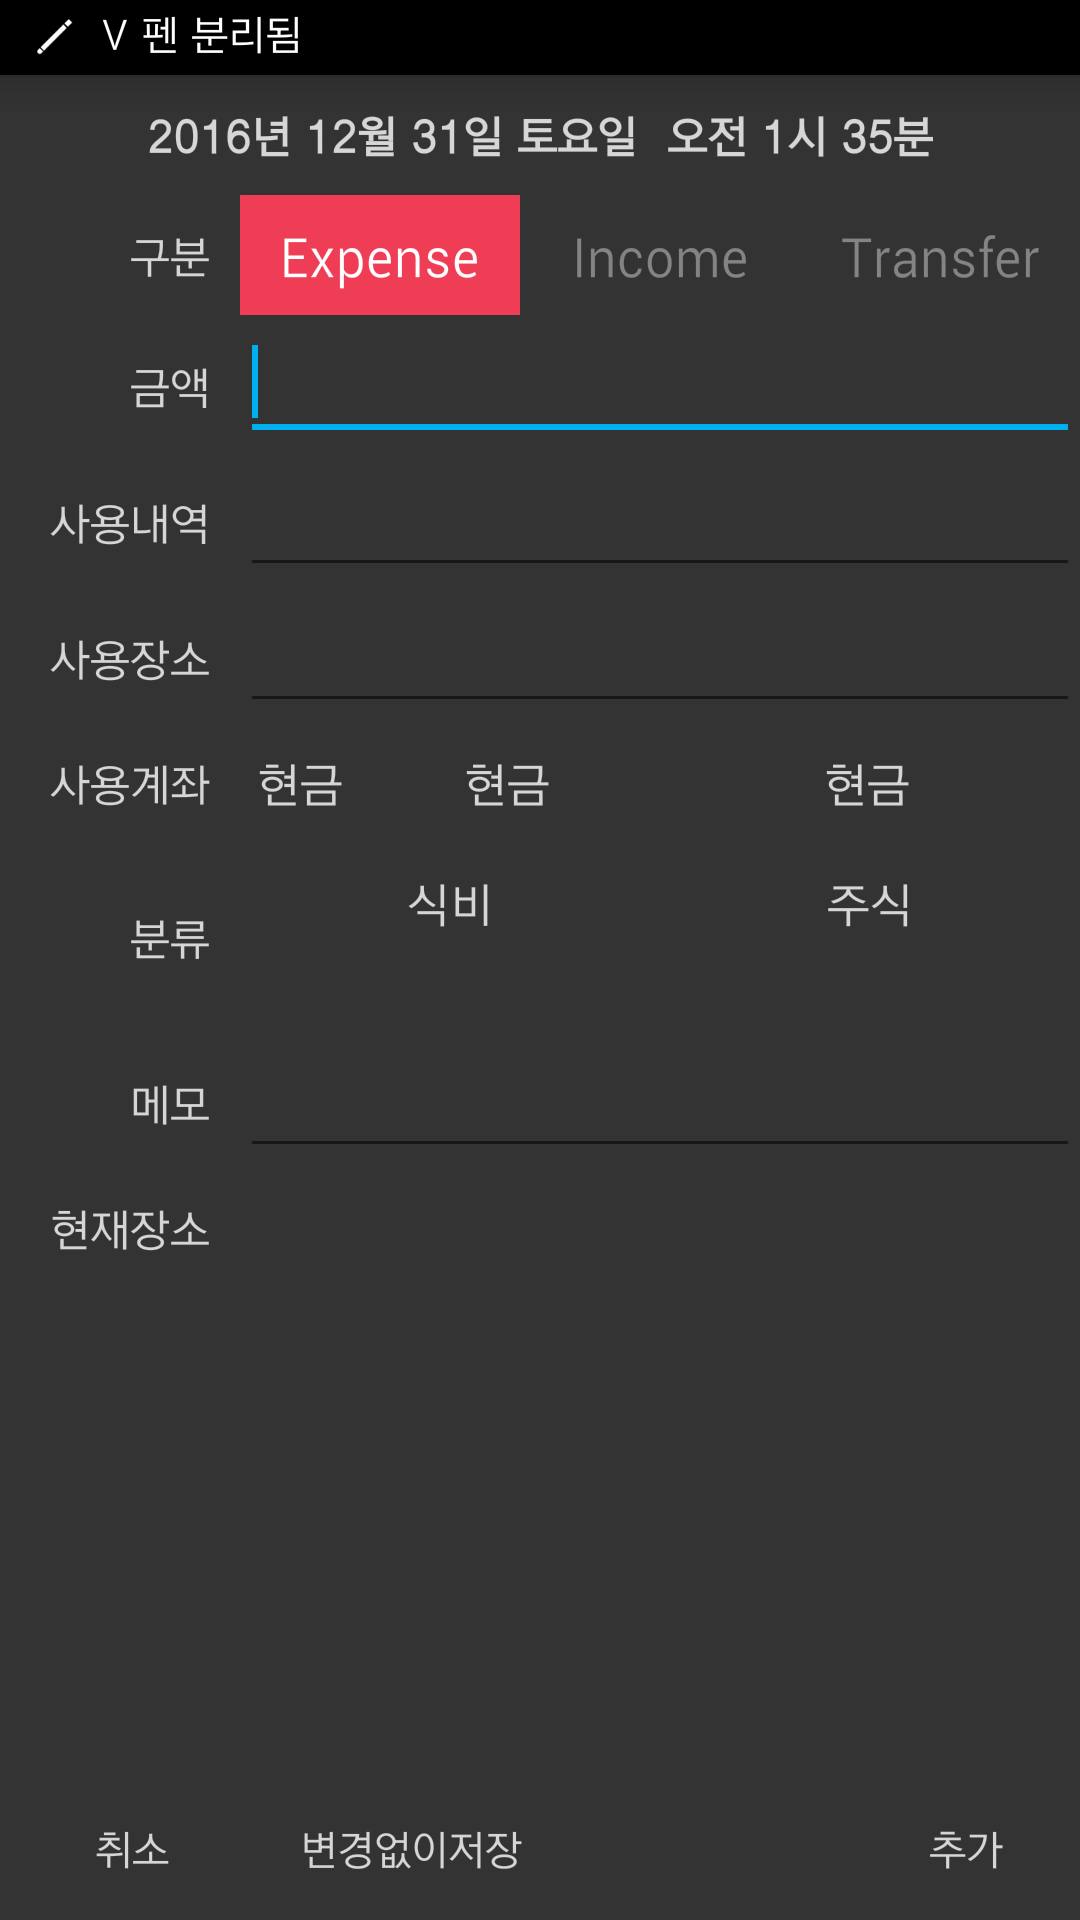 V 펜 분리됨
2016년 12월 31일 토요일 오전 1시 35분
구분 Expense Income Transfer
금액
사용내역
사용장소
사용계좌 현금 현금 현금
분류 식비 주식
메모
현재장소
취소 변경없이저장 추가